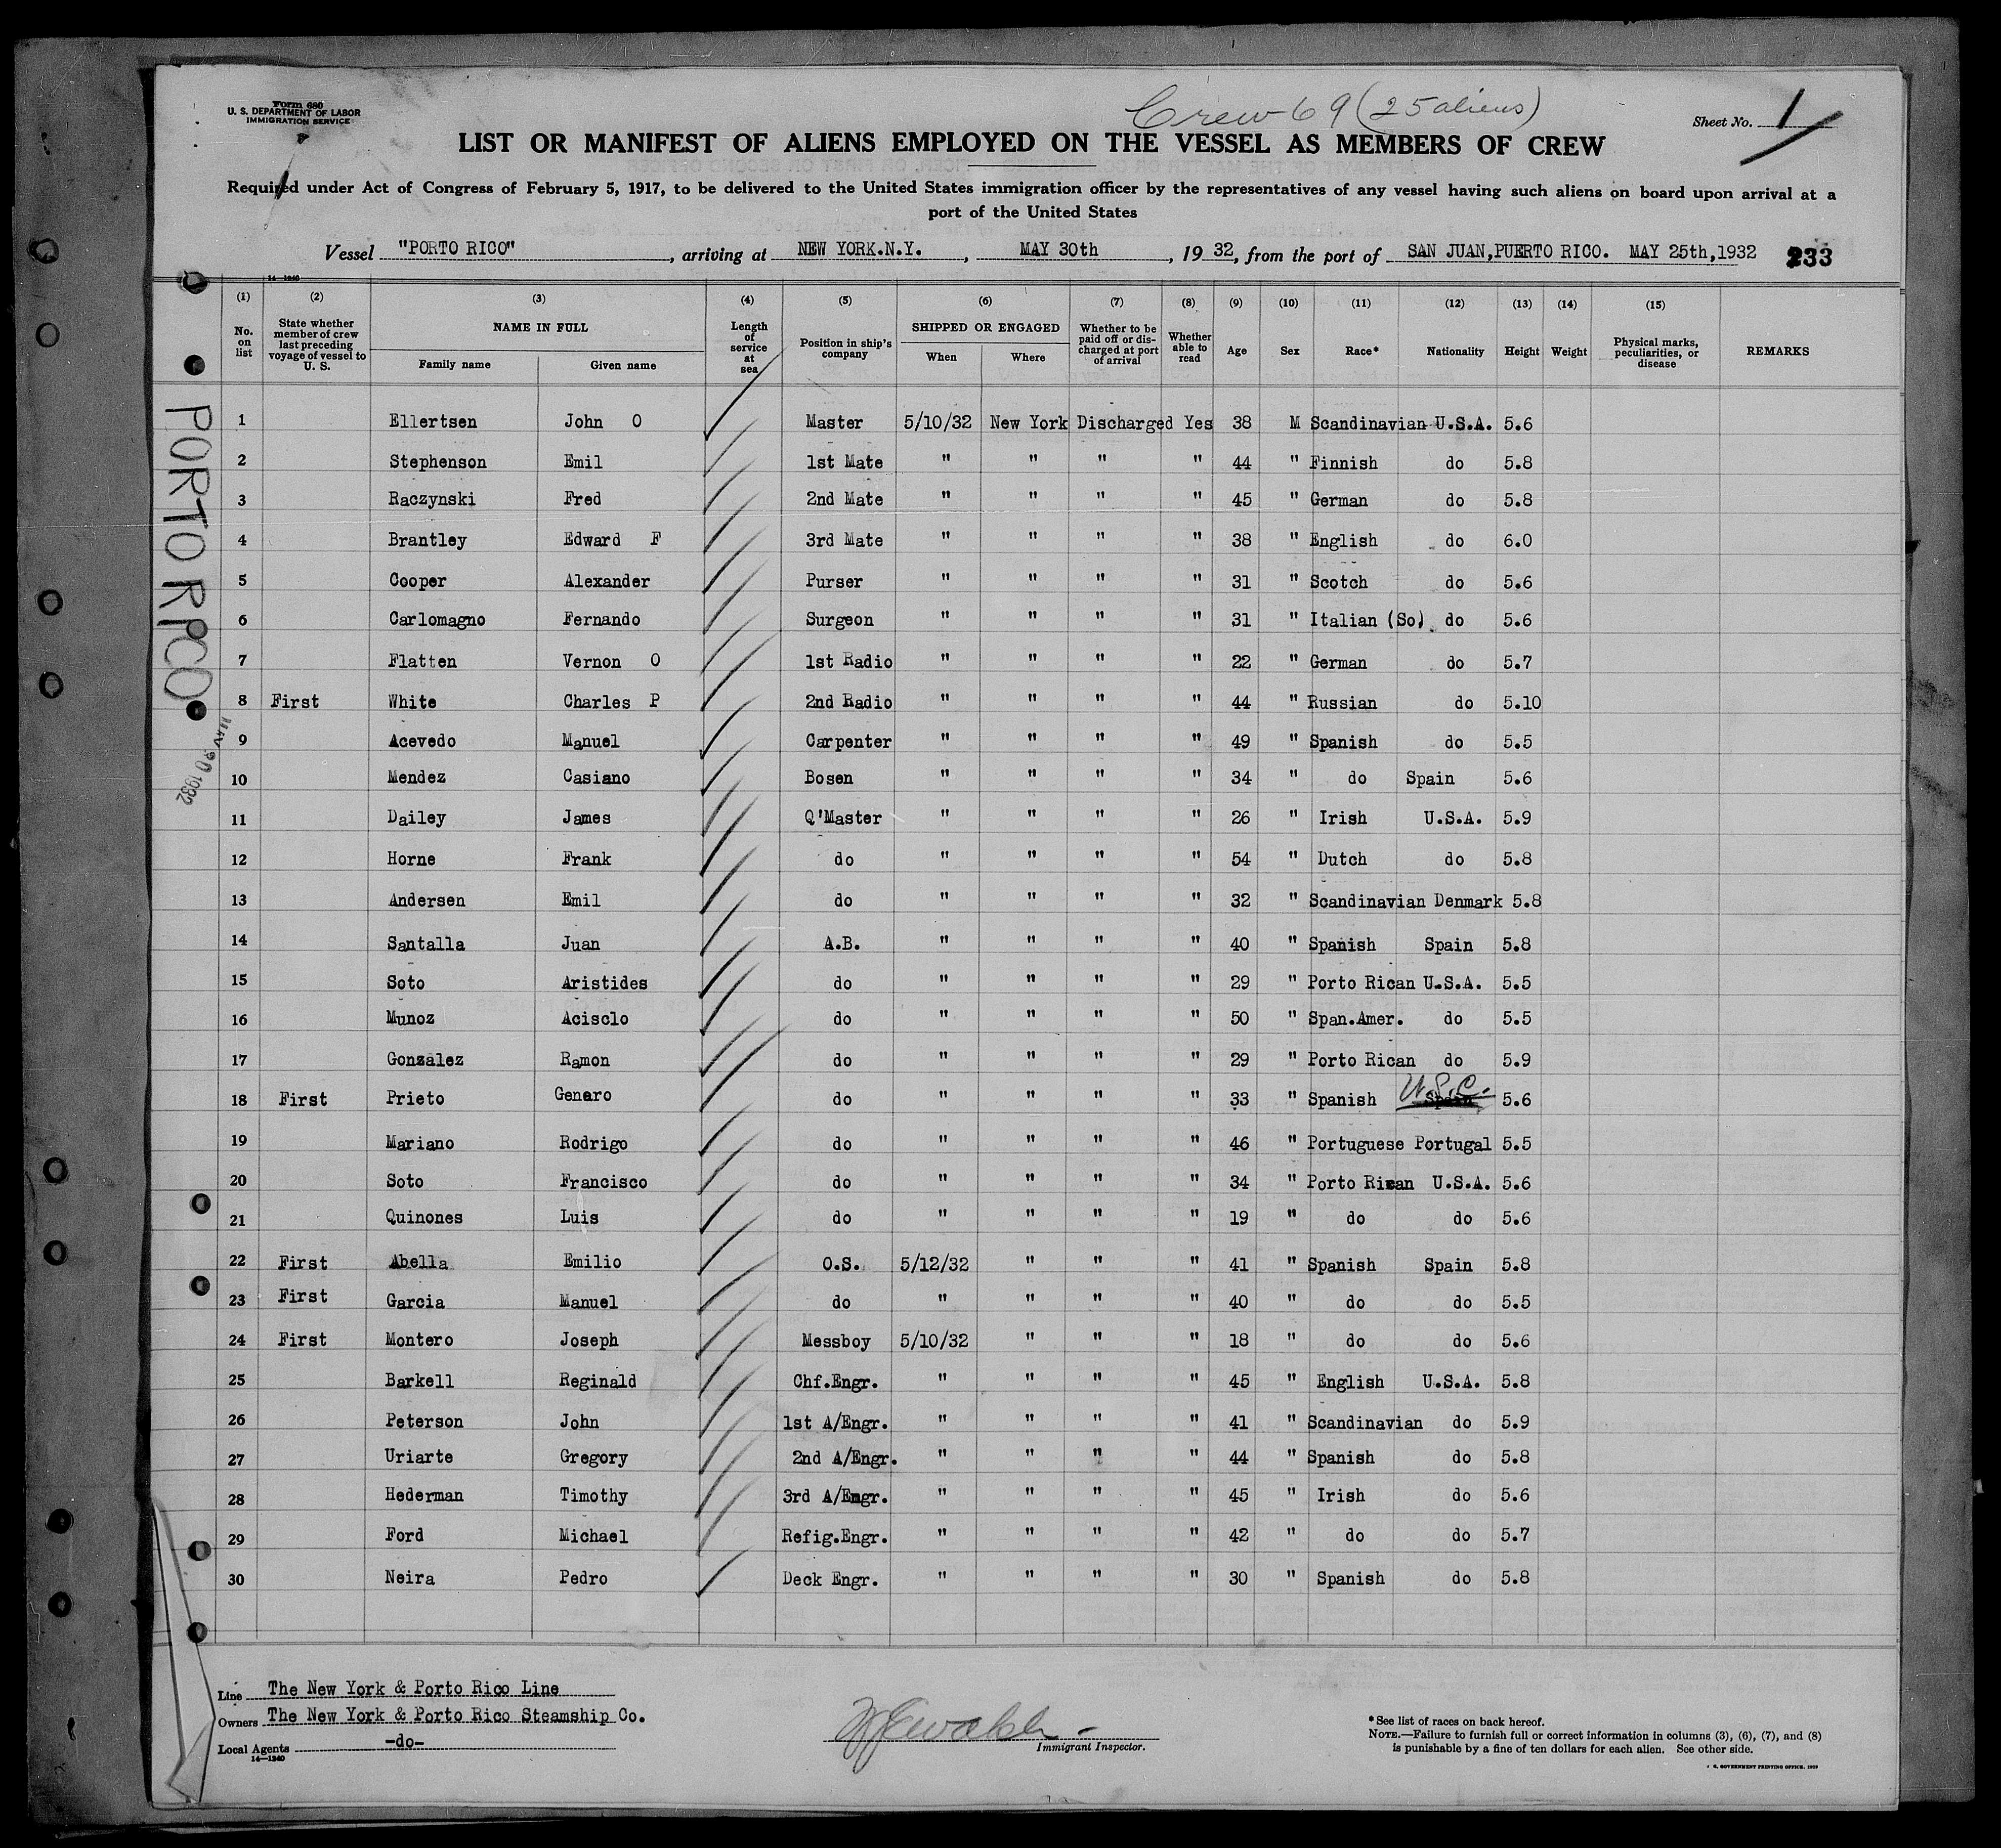 Form 680
U. S. DEPARTMENT OF LABOR
IMMIGRATION SERVICE
Crew 69 (25 aliens)
Sheet No. 1
LIST OR MANIFEST OF ALIENS EMPLOYED ON THE VESSEL AS MEMBERS OF CREW
Required under Act of Congress of February 5, 1917, to be delivered to the United States immigration officer by the representatives of any vessel having such aliens on board upon arrival at a
port of the United States
Vessel "PORTO RICO", arriving at NEW YORK.N.Y., MAY 30th, 1932, from the port of SAN JUAN,PUERTO RICO. MAY 25th,1932 233
14-1240
(1) (2) (3) (4) (5) (6) (7) (8) (9) (10) (11) (12) (13) (14) (15)
No. on list State whether member of crew last preceding voyage of vessel to U. S. NAME IN FULL Family name Given name Length of service at sea Position in ship's company SHIPPED OR ENGAGED When Where Whether to be paid off or discharged at port of arrival Whether able to read Age Sex Race* Nationality Height Weight Physical marks, peculiarities, or disease REMARKS
1 Ellertsen John O Master 5/10/32 New York Discharged Yes 38 M Scandinavian U.S.A. 5.6
2 Stephenson Emil 1st Mate " " " " 44 " Finnish do 5.8
3 Raczynski Fred 2nd Mate " " " " 45 " German do 5.8
4 Brantley Edward F 3rd Mate " " " " 38 " English do 6.0
5 Cooper Alexander Purser " " " " 31 " Scotch do 5.6
6 Carlomagno Fernando Surgeon " " " " 31 " Italian (So) do 5.6
7 Flatten Vernon O 1st Radio " " " " 22 " German do 5.7
8 First White Charles P 2nd Radio " " " " 44 " Russian do 5.10
9 Acevedo Manuel Carpenter " " " " 49 " Spanish do 5.5
10 Mendez Casiano Bosen " " " " 34 " do Spain 5.6
11 Dailey James Q'Master " " " " 26 " Irish U.S.A. 5.9
12 Horne Frank do " " " " 54 " Dutch do 5.8
13 Andersen Emil do " " " " 32 " Scandinavian Denmark 5.8
14 Santalla Juan A.B. " " " " 40 " Spanish Spain 5.8
15 Soto Aristides do " " " " 29 " Porto Rican U.S.A. 5.5
16 Munoz Acisclo do " " " " 50 " Span.Amer. do 5.5
17 Gonzalez Ramon do " " " " 29 " Porto Rican do 5.9
18 First Prieto Genaro do " " " " 33 " Spanish U.S.C. Spain 5.6
19 Mariano Rodrigo do " " " " 46 " Portuguese Portugal 5.5
20 Soto Francisco do " " " " 34 " Porto Rican U.S.A. 5.6
21 Quinones Luis do " " " " 19 " do do 5.6
22 First Abella Emilio O.S. 5/12/32 " " " 41 " Spanish Spain 5.8
23 First Garcia Manuel do " " " " 40 " do do 5.5
24 First Montero Joseph Messboy 5/10/32 " " " 18 " do do 5.6
25 Barkell Reginald Chf.Engr. " " " " 45 " English U.S.A. 5.8
26 Peterson John 1st A/Engr. " " " " 41 " Scandinavian do 5.9
27 Uriarte Gregory 2nd A/Engr. " " " " 44 " Spanish do 5.8
28 Hederman Timothy 3rd A/Engr. " " " " 45 " Irish do 5.6
29 Ford Michael Refig.Engr. " " " " 42 " do do 5.7
30 Neira Pedro Deck Engr. " " " " 30 " Spanish do 5.8
PORTO RICO
MAY 30 1932
Line The New York & Porto Rico Line
Owners The New York & Porto Rico Steamship Co.
Local Agents -do-
14-1240
Immigrant Inspector.
*See list of races on back hereof.
NOTE.—Failure to furnish full or correct information in columns (3), (6), (7), and (8)
is punishable by a fine of ten dollars for each alien. See other side.
GOVERNMENT PRINTING OFFICE. 1929